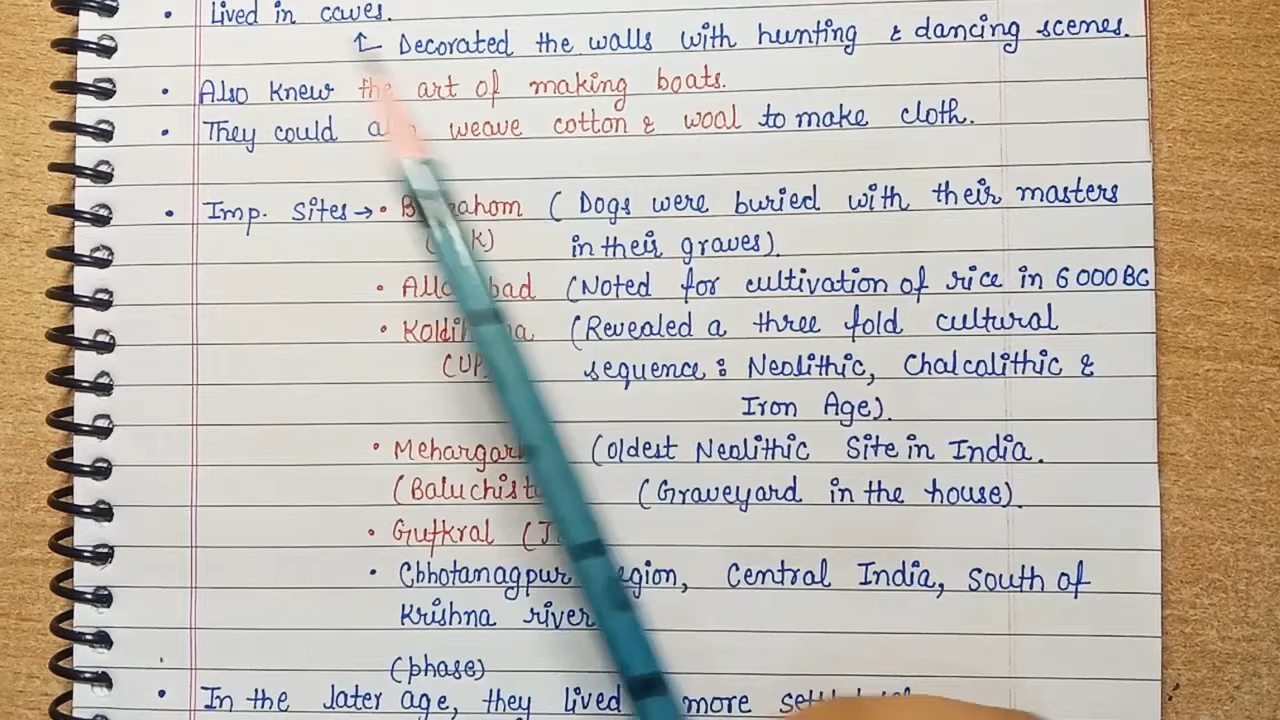 • Lived in caves.
↳ Decorated the walls with hunting & dancing scenes.
• Also knew the art of making boats.
• They could weave cotton & woal to make cloth.
• Imp. Sites → • ( Dogs were buried with their masters
in their graves).
• (Noted for cultivation of rice in 6000BC
• (Revealed a three fold cultural
(UP) sequence : Neolithic, Chalcolithic &
Iron Age).
• (oldest Neolithic Site in India.
(Graveyard in the house)
• Gufkral
• Chhotanagpur region, Central India, South of
Krishna river
(phase)
• In the later age, they lived more